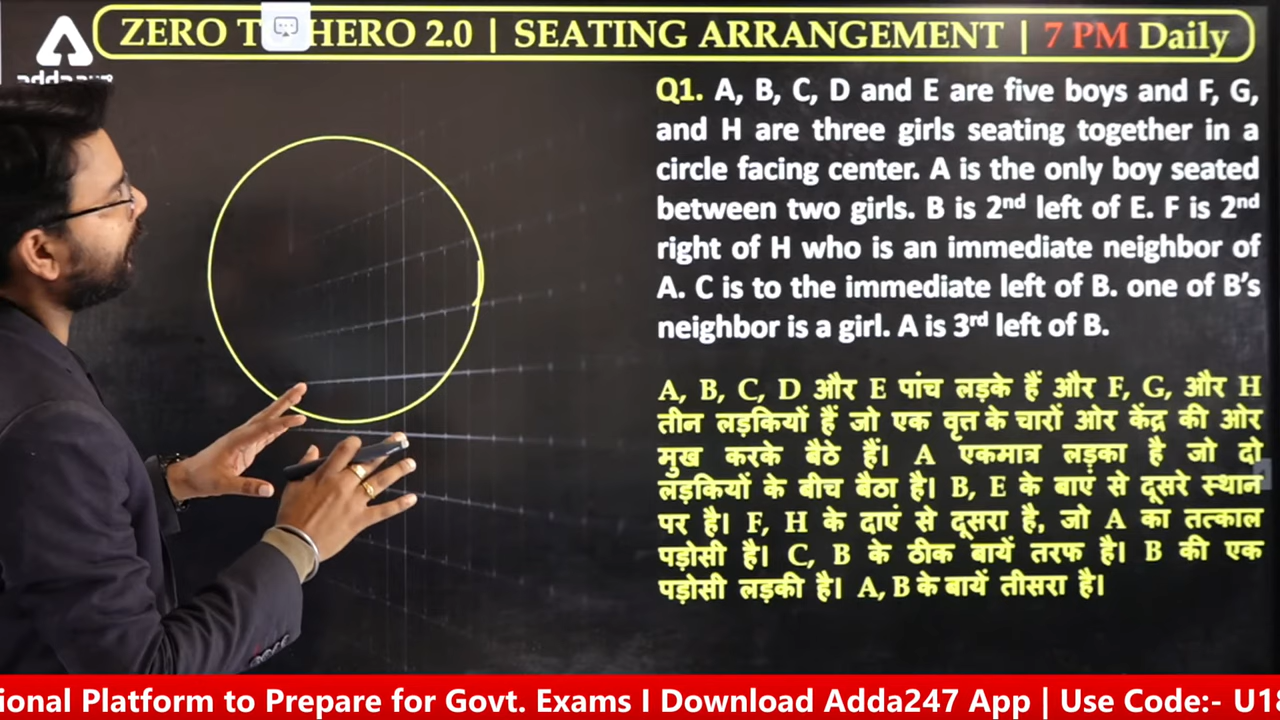 ZERO T HERO 2.0 | SEATING ARRANGEMENT | 7 PM Daily
Q1. A, B, C, D and E are five boys and F, G,
and H are three girls seating together in a
circle facing center. A is the only boy seated
between two girls. B is 2nd left of E. F is 2nd
right of H who is an immediate neighbor of
A. C is to the immediate left of B. one of B's
neighbor is a girl. A is 3rd left of B.
A, B, C, D और E पांच लड़के हैं और F, G, और H
तीन लड़कियों हैं जो एक वृत्त के चारों ओर केंद्र की ओर
मुख करके बैठे हैं। A एकमात्र लड़का है जो दो
लड़कियों के बीच बैठा है। B, E के बाएं से दूसरे स्थान
पर है। F, H के दाएं से दूसरा है, जो A का तत्काल
पड़ोसी है। C, B के ठीक बायें तरफ है। B की एक
पड़ोसी लड़की है। A, B के बायें तीसरा है।
ional Platform to Prepare for Govt. Exams I Download Adda247 App | Use Code:- U18